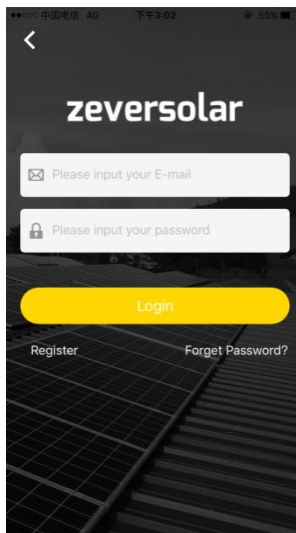 中国电信 4G 下午3:02 55%
zeversolar
Please input your E-mail
Please input your password
Login
Register Forget Password?